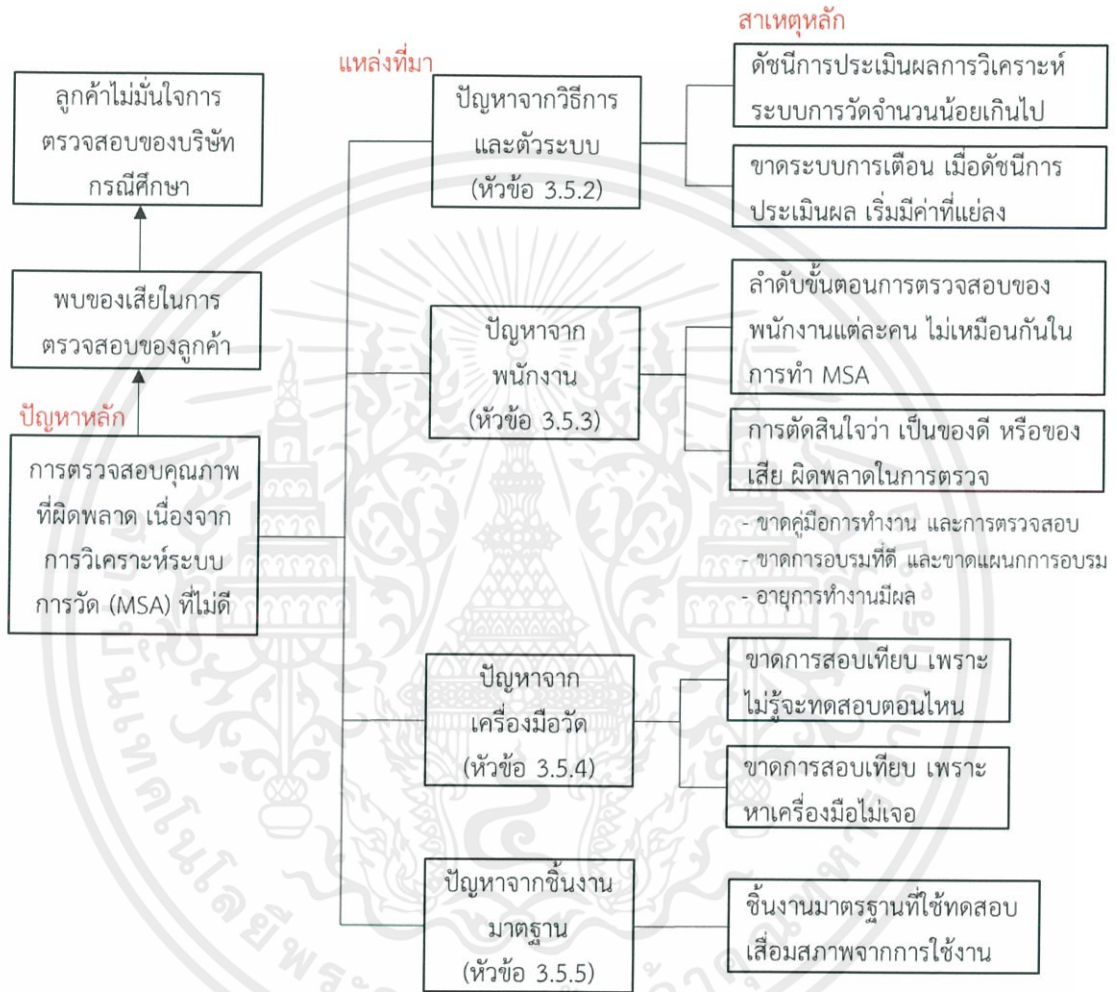 สาเหตุหลัก
แหล่งที่มา
ปัญหาหลัก
ลูกค้าไม่มั่นใจการ
ตรวจสอบของบริษัท
กรณีศึกษา
พบของเสียในการ
ตรวจสอบของลูกค้า
การตรวจสอบคุณภาพ
ที่ผิดพลาด เนื่องจาก
การวิเคราะห์ระบบ
การวัด (MSA) ที่ไม่ดี
ปัญหาจากวิธีการ
และตัวระบบ
(หัวข้อ 3.5.2)
ดัชนีการประเมินผลการวิเคราะห์
ระบบการวัดจำนวนน้อยเกินไป
ขาดระบบการเตือน เมื่อดัชนีการ
ประเมินผล เริ่มมีค่าที่แย่ลง
ปัญหาจาก
พนักงาน
(หัวข้อ 3.5.3)
ลำดับขั้นตอนการตรวจสอบของ
พนักงานแต่ละคน ไม่เหมือนกันใน
การทำ MSA
การตัดสินใจว่า เป็นของดี หรือของ
เสีย ผิดพลาดในการตรวจ
- ขาดคู่มือการทำงาน และการตรวจสอบ
- ขาดการอบรมที่ดี และขาดแผนกการอบรม
- อายุการทำงานมีผล
ปัญหาจาก
เครื่องมือวัด
(หัวข้อ 3.5.4)
ขาดการสอบเทียบ เพราะ
ไม่รู้จะทดสอบตอนไหน
ขาดการสอบเทียบ เพราะ
หาเครื่องมือไม่เจอ
ปัญหาจากชิ้นงาน
มาตฐาน
(หัวข้อ 3.5.5)
ชิ้นงานมาตรฐานที่ใช้ทดสอบ
เสื่อมสภาพจากการใช้งาน